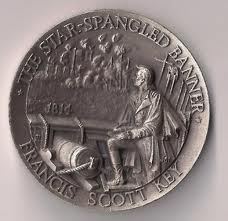 THE STAR-SPANGLED BANNER
1814
FRANCIS SCOTT KEY